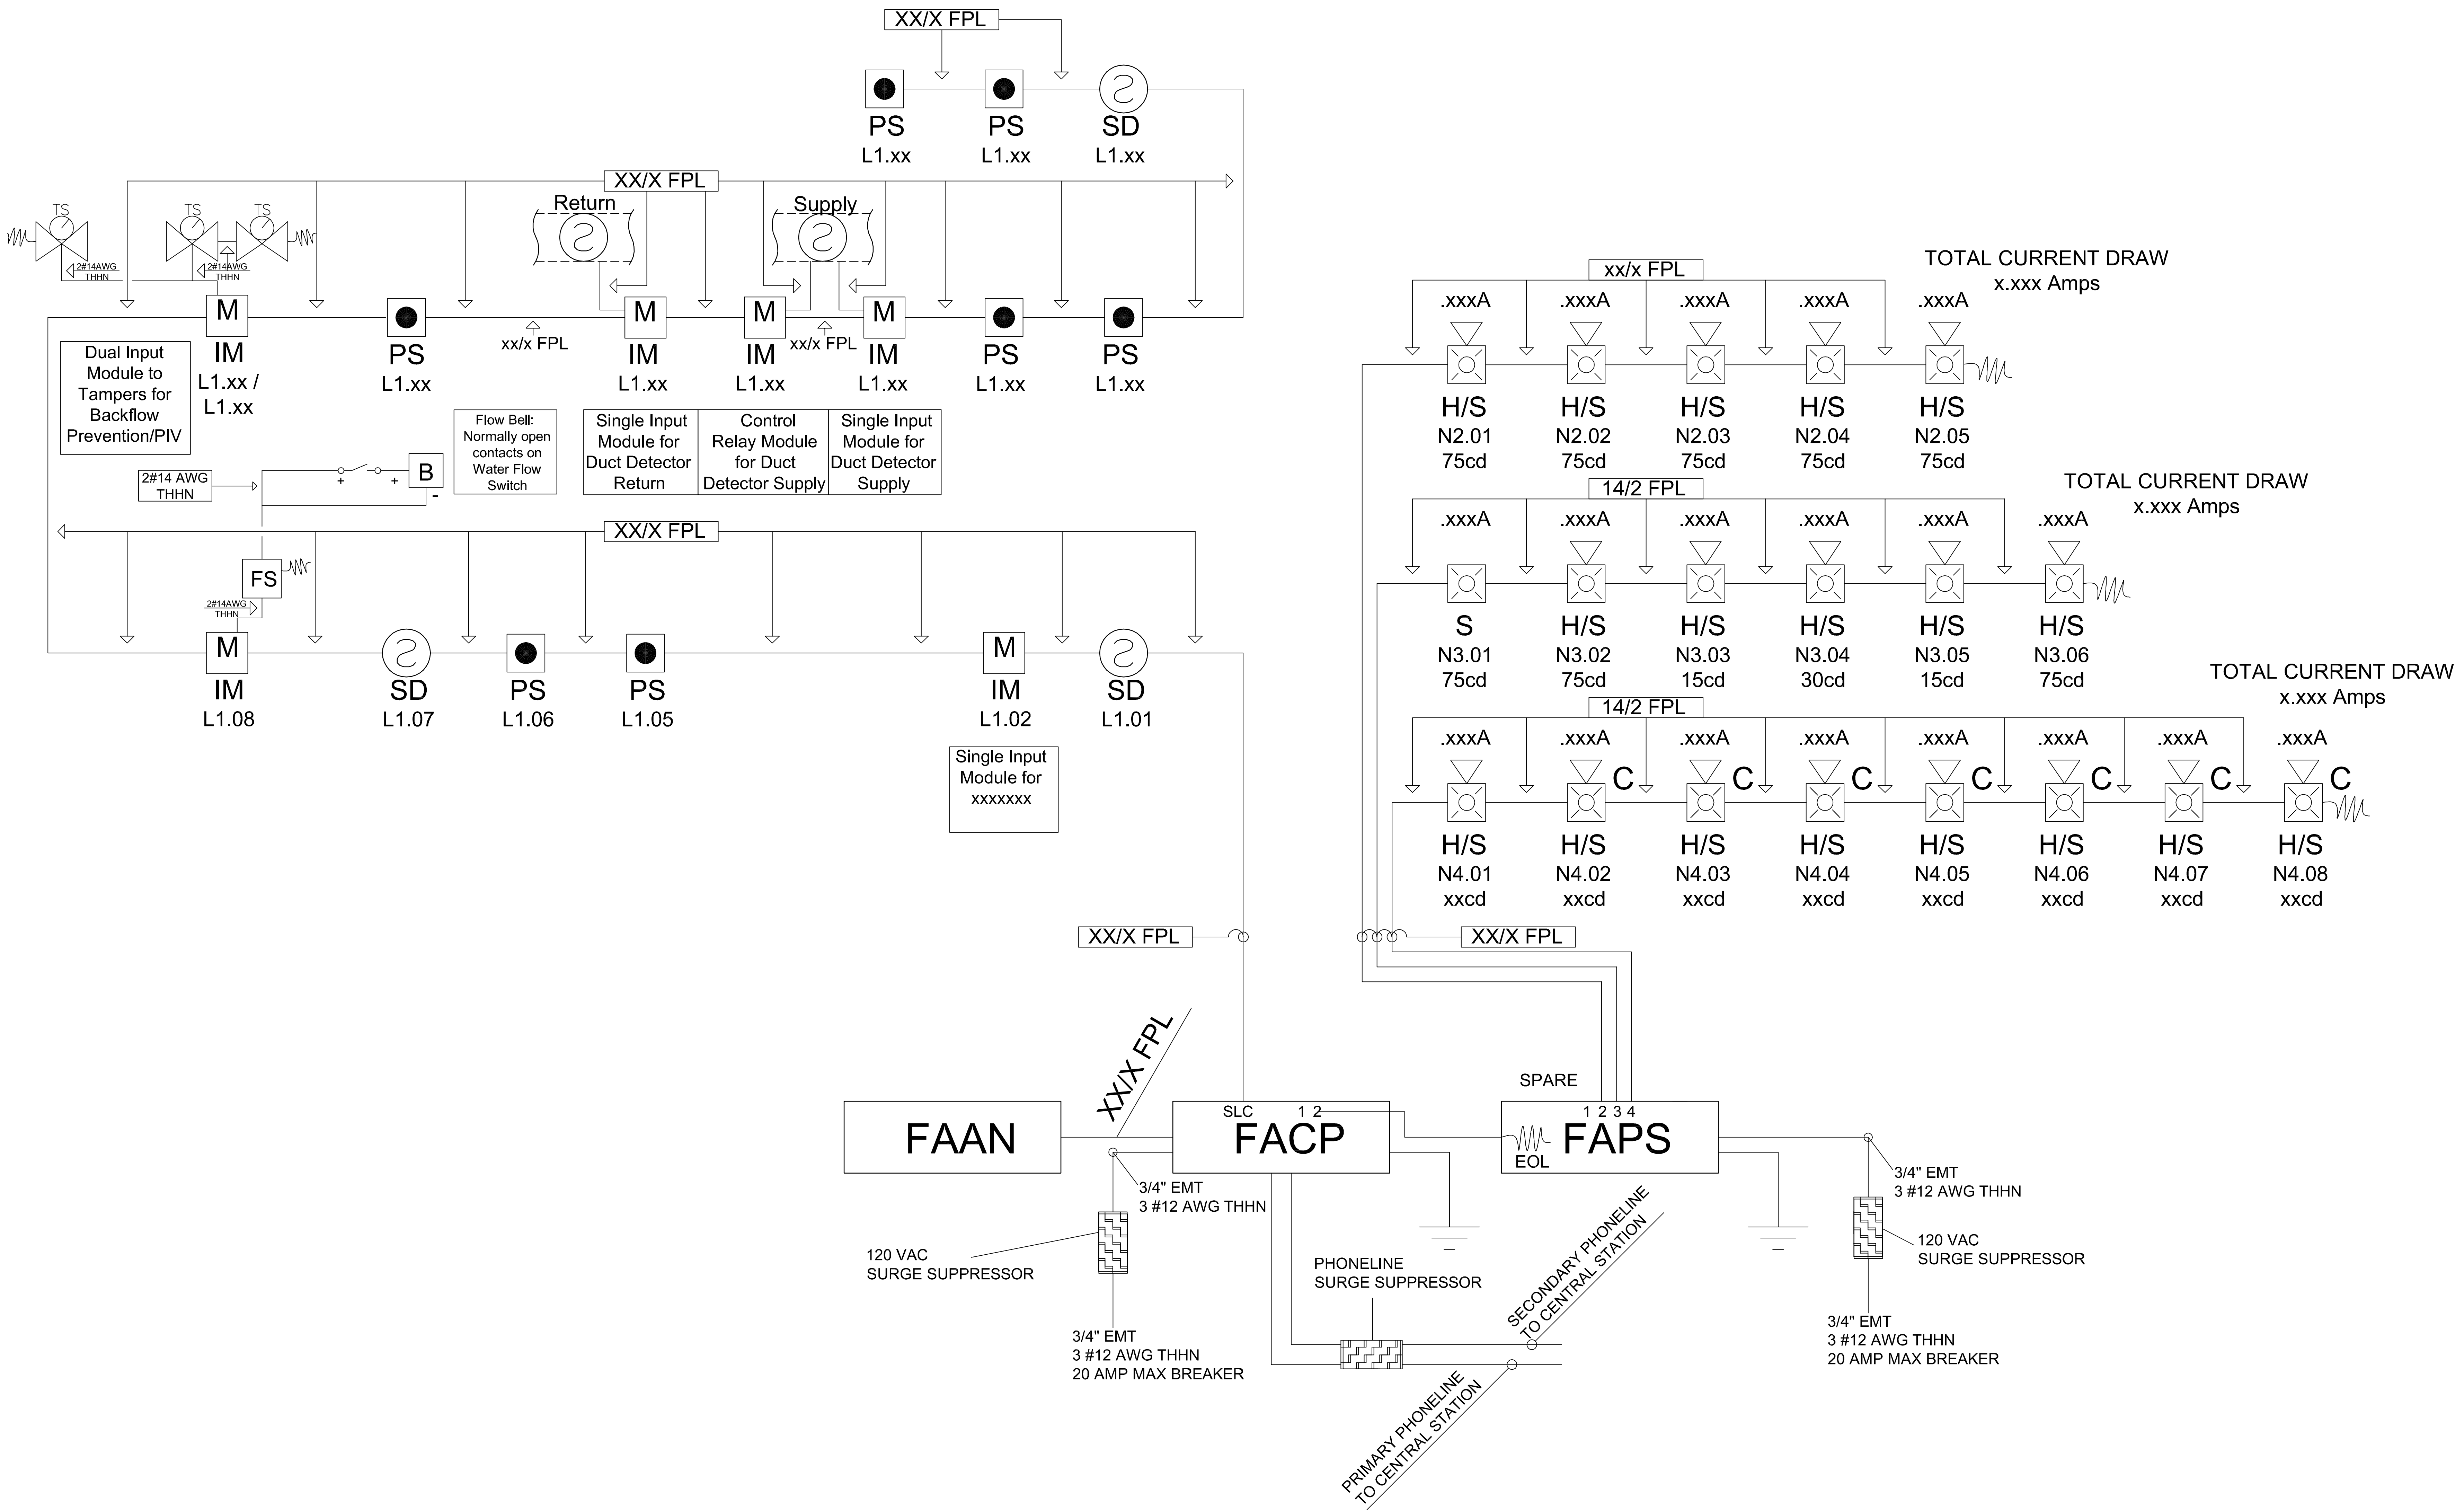 XX/X FPL
PS
L1.xx
PS
L1.xx
SD
L1.xx
XX/X FPL
TS
TS
TS
Return
Supply
2#14AWG
THHN
2#14AWG
THHN
M
IM
L1.xx /
L1.xx
PS
L1.xx
xx/x FPL
M
IM
L1.xx
M
IM
L1.xx
xx/x FPL
M
IM
L1.xx
PS
L1.xx
PS
L1.xx
Dual Input
Module to
Tampers for
Backflow
Prevention/PIV
Flow Bell:
Normally open
contacts on
Water Flow
Switch
Single Input
Module for
Duct Detector
Return
Control
Relay Module
for Duct
Detector Supply
Single Input
Module for
Duct Detector
Supply
2#14 AWG
THHN
+ +
B
-
XX/X FPL
FS
2#14AWG
THHN
M
IM
L1.08
SD
L1.07
PS
L1.06
PS
L1.05
M
IM
L1.02
SD
L1.01
Single Input
Module for
xxxxxxx
xx/x FPL
TOTAL CURRENT DRAW
x.xxx Amps
.xxxA .xxxA .xxxA .xxxA .xxxA
H/S H/S H/S H/S H/S
N2.01 N2.02 N2.03 N2.04 N2.05
75cd 75cd 75cd 75cd 75cd
14/2 FPL
TOTAL CURRENT DRAW
x.xxx Amps
.xxxA .xxxA .xxxA .xxxA .xxxA .xxxA
S H/S H/S H/S H/S H/S
N3.01 N3.02 N3.03 N3.04 N3.05 N3.06
75cd 75cd 15cd 30cd 15cd 75cd
14/2 FPL
TOTAL CURRENT DRAW
x.xxx Amps
.xxxA .xxxA .xxxA .xxxA .xxxA .xxxA .xxxA .xxxA
C C C C C C C
H/S H/S H/S H/S H/S H/S H/S H/S
N4.01 N4.02 N4.03 N4.04 N4.05 N4.06 N4.07 N4.08
xxcd xxcd xxcd xxcd xxcd xxcd xxcd xxcd
XX/X FPL
XX/X FPL
XX/X FPL
FAAN
SLC 1 2
FACP
SPARE
1 2 3 4
FAPS
EOL
3/4" EMT
3 #12 AWG THHN
120 VAC
SURGE SUPPRESSOR
3/4" EMT
3 #12 AWG THHN
20 AMP MAX BREAKER
PHONELINE
SURGE SUPPRESSOR
SECONDARY PHONELINE
TO CENTRAL STATION
PRIMARY PHONELINE
TO CENTRAL STATION
3/4" EMT
3 #12 AWG THHN
120 VAC
SURGE SUPPRESSOR
3/4" EMT
3 #12 AWG THHN
20 AMP MAX BREAKER